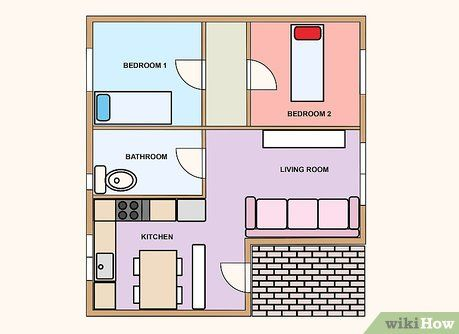 BEDROOM 1
BEDROOM 2
BATHROOM
LIVING ROOM
KITCHEN
wikiHow